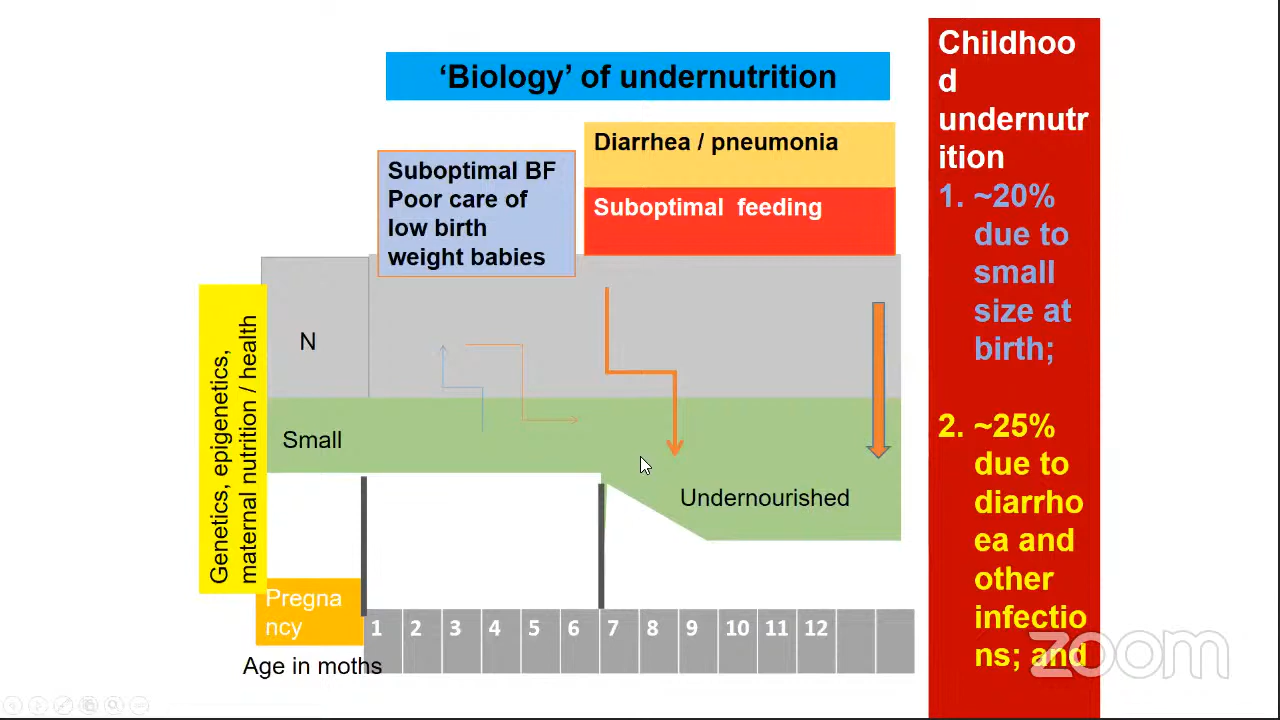 ‘Biology’ of undernutrition
Diarrhea / pneumonia
Suboptimal BF
Poor care of
low birth
weight babies
Suboptimal feeding
Genetics, epigenetics,
maternal nutrition / health
N
Small
Undernourished
Pregna
ncy
1 2 3 4 5 6 7 8 9 10 11 12
Age in moths
Childhoo
d
undernutr
ition
1. ~20%
due to
small
size at
birth;
2. ~25%
due to
diarrho
ea and
other
infectio
ns; and
zoom